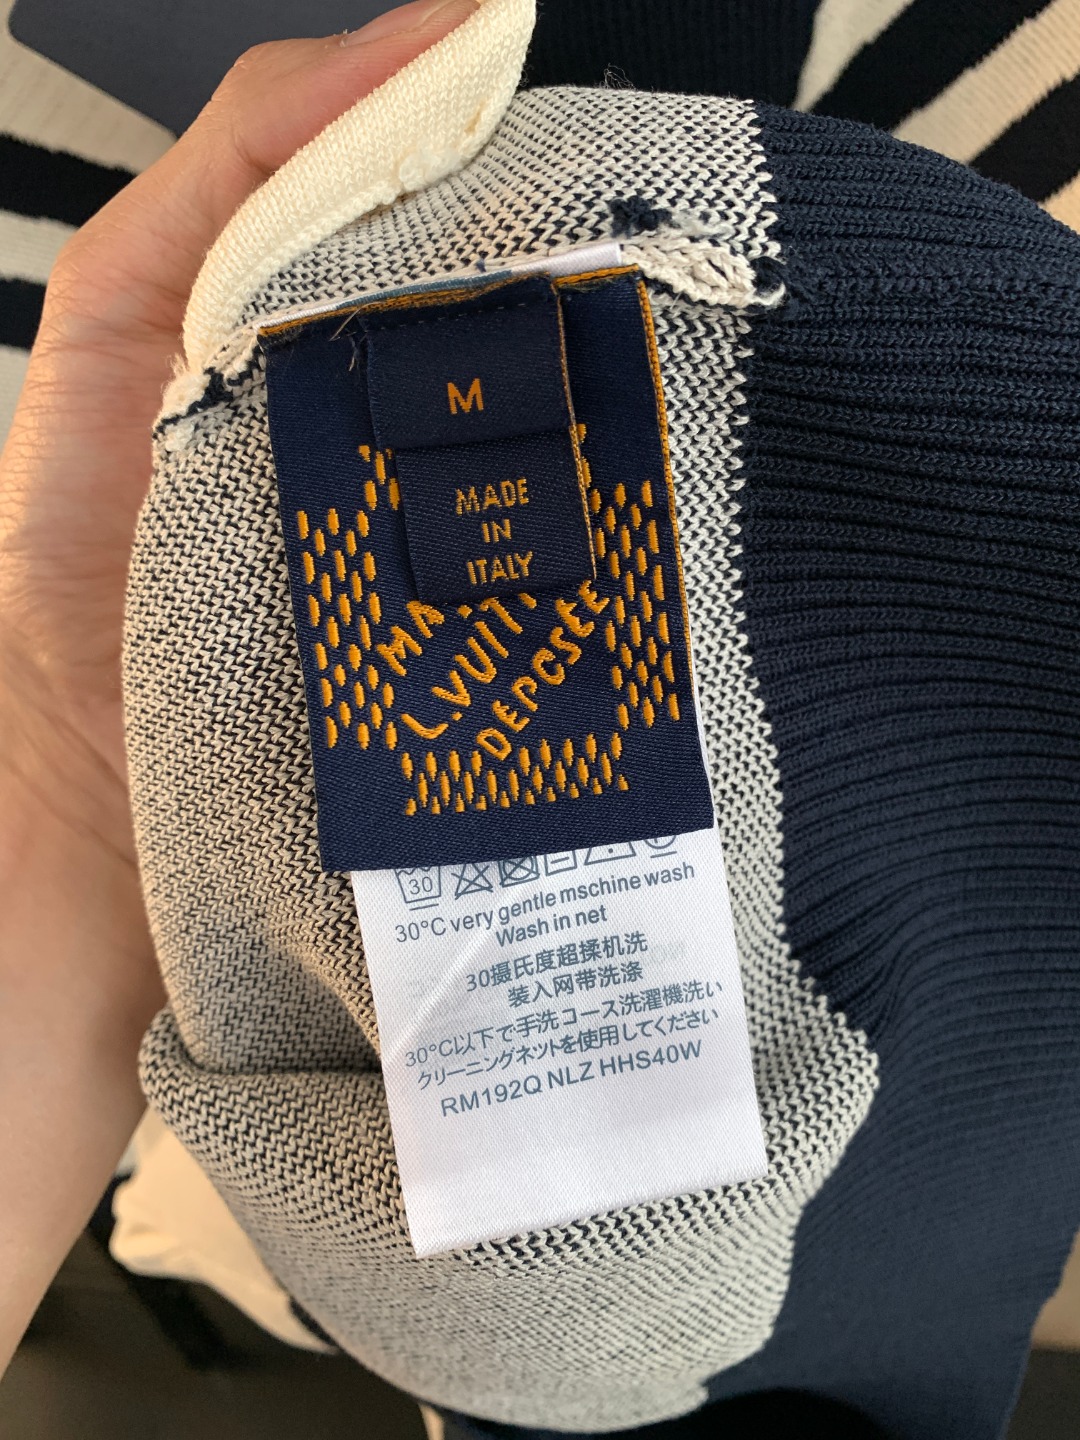 M
MADE
IN
ITALY
MA
L.VUIT
DEPCSÉE
30
30°C very gentle mschine wash
Wash in net
30摄氏度超揉机洗
装入网带洗涤
30°C以下で手洗コース洗濯機洗い
クリーニングネットを使用してください
RM192Q NLZ HHS40W